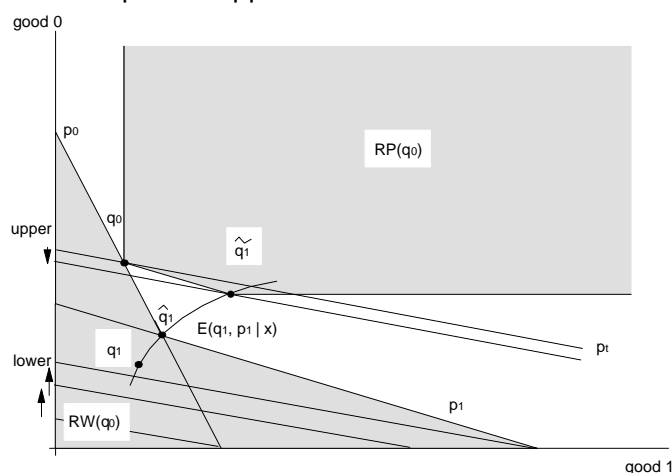 good 0
p0
RP(q0)
q0
upper
q̃1
q̂1
E(q1, p1 | x)
q1
pt
lower
p1
RW(q0)
good 1